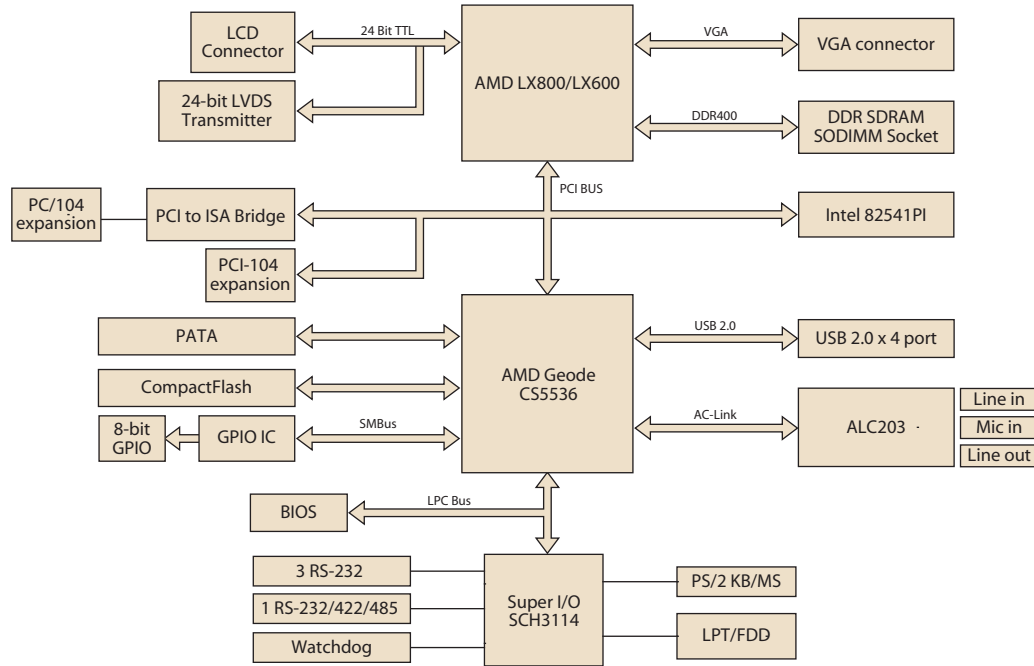 LCD
Connector
24 Bit TTL
AMD LX800/LX600
VGA
VGA connector
24-bit LVDS
Transmitter
DDR400
DDR SDRAM
SODIMM Socket
PCI BUS
PC/104
expansion
PCI to ISA Bridge
Intel 82541PI
PCI-104
expansion
PATA
AMD Geode
CS5536
USB 2.0
USB 2.0 x 4 port
CompactFlash
8-bit
GPIO
GPIO IC
SMBus
AC-Link
ALC203
Line in
Mic in
Line out
BIOS
LPC Bus
3 RS-232
1 RS-232/422/485
Watchdog
Super I/O
SCH3114
PS/2 KB/MS
LPT/FDD